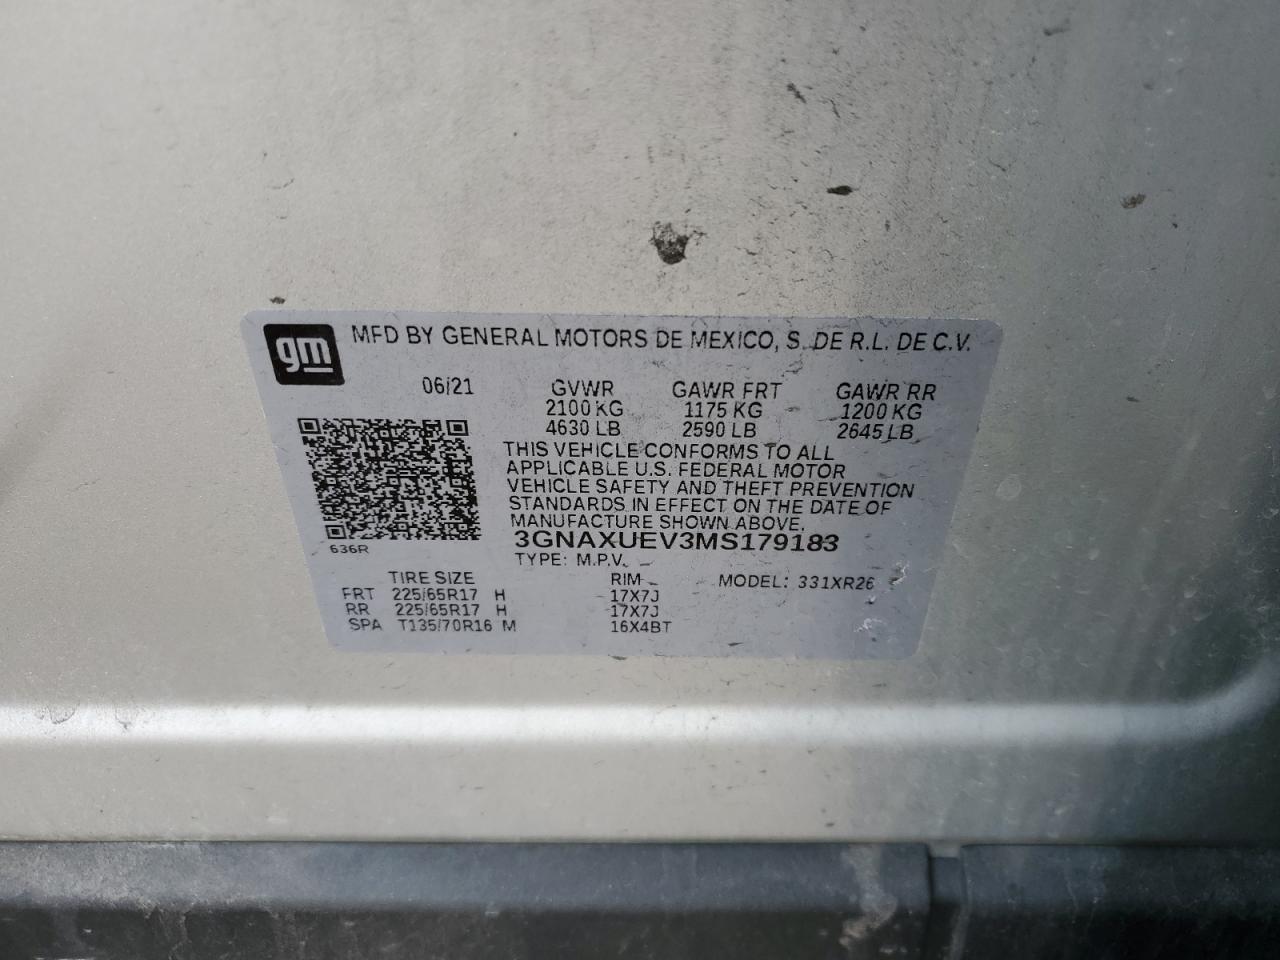 gm
MFD BY GENERAL MOTORS DE MEXICO, S. DE R.L. DE C.V.
06/21 GVWR GAWR FRT GAWR RR
2100 KG 1175 KG 1200 KG
4630 LB 2590 LB 2645 LB
THIS VEHICLE CONFORMS TO ALL
APPLICABLE U.S. FEDERAL MOTOR
VEHICLE SAFETY AND THEFT PREVENTION
STANDARDS IN EFFECT ON THE DATE OF
MANUFACTURE SHOWN ABOVE.
3GNAXUEV3MS179183
636R
TYPE: M.P.V.
TIRE SIZE RIM MODEL: 331XR26
FRT 225/65R17 H 17X7J
RR 225/65R17 H 17X7J
SPA T135/70R16 M 16X4BT